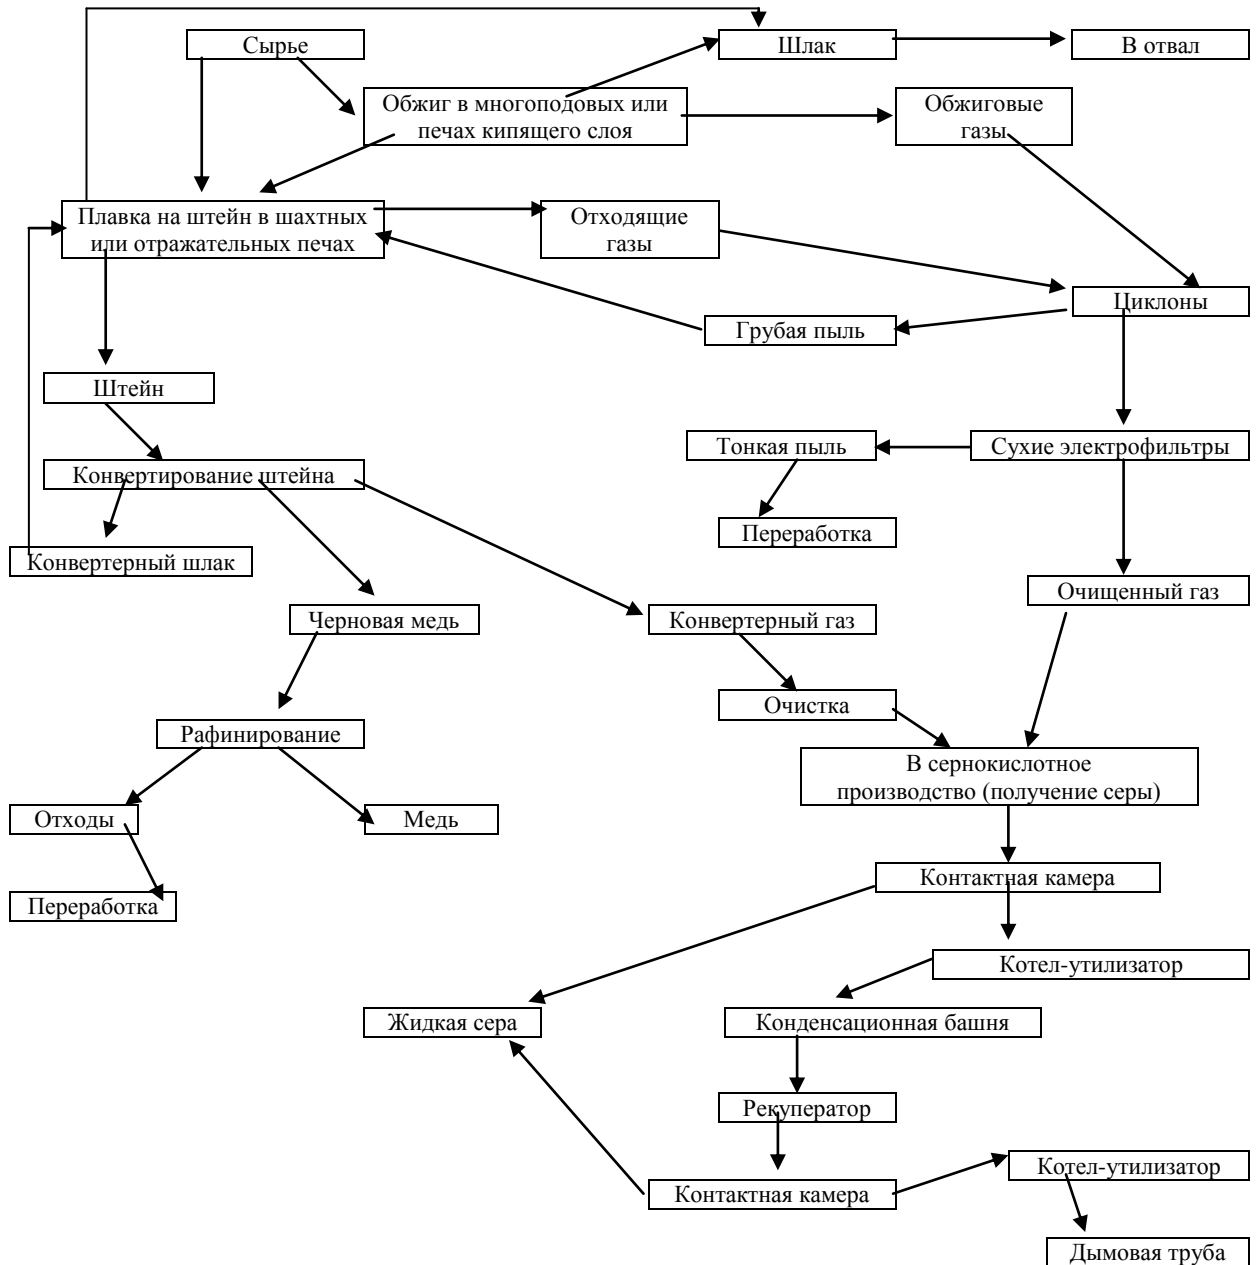 Сырье
Шлак
В отвал
Обжиг в многоподовых или
печах кипящего слоя
Обжиговые
газы
Плавка на штейн в шахтных
или отражательных печах
Отходящие
газы
Циклоны
Грубая пыль
Штейн
Тонкая пыль
Сухие электрофильтры
Конвертирование штейна
Переработка
Конвертерный шлак
Очищенный газ
Черновая медь
Конвертерный газ
Очистка
Рафинирование
В сернокислотное
производство (получение серы)
Отходы
Медь
Контактная камера
Переработка
Котел-утилизатор
Жидкая сера
Конденсационная башня
Рекуператор
Котел-утилизатор
Контактная камера
Дымовая труба